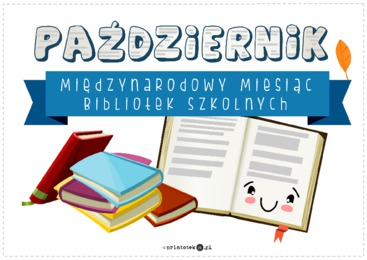 PAŹDZIERNIK
MIĘDZYNARODOWY MIESIĄC
BIBLIOTEK SZKOLNYCH
©printoteka.pl